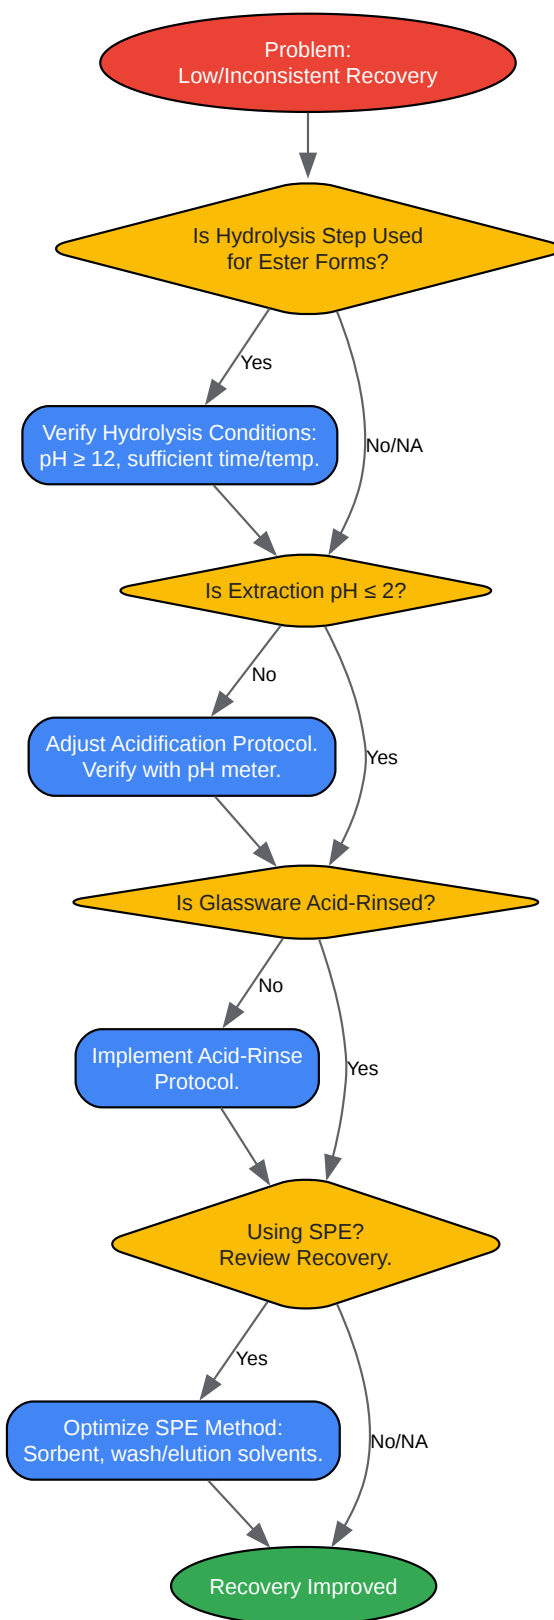 Problem:
Low/Inconsistent Recovery
Is Hydrolysis Step Used
for Ester Forms?
Yes
Verify Hydrolysis Conditions:
pH ≥ 12, sufficient time/temp.
No/NA
Is Extraction pH ≤ 2?
No
Adjust Acidification Protocol.
Verify with pH meter.
Yes
Is Glassware Acid-Rinsed?
No
Implement Acid-Rinse
Protocol.
Yes
Using SPE?
Review Recovery.
Yes
Optimize SPE Method:
Sorbent, wash/elution solvents.
No/NA
Recovery Improved